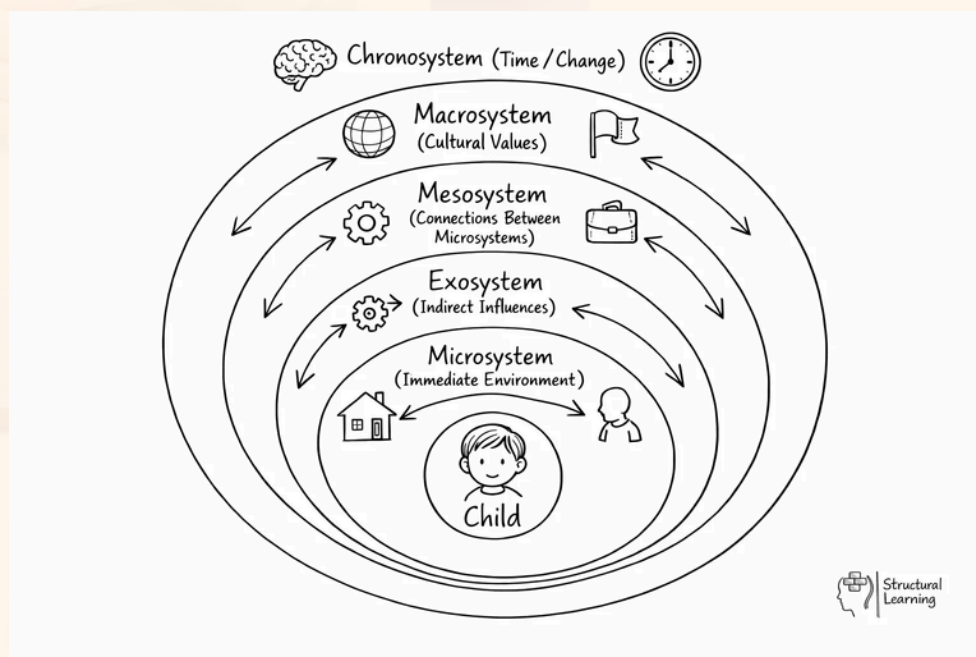 Chronosystem (Time / Change)
Macrosystem
(Cultural Values)
Mesosystem
(Connections Between
Microsystems)
Exosystem
(Indirect Influences)
Microsystem
(Immediate Environment)
Child
Structural
Learning